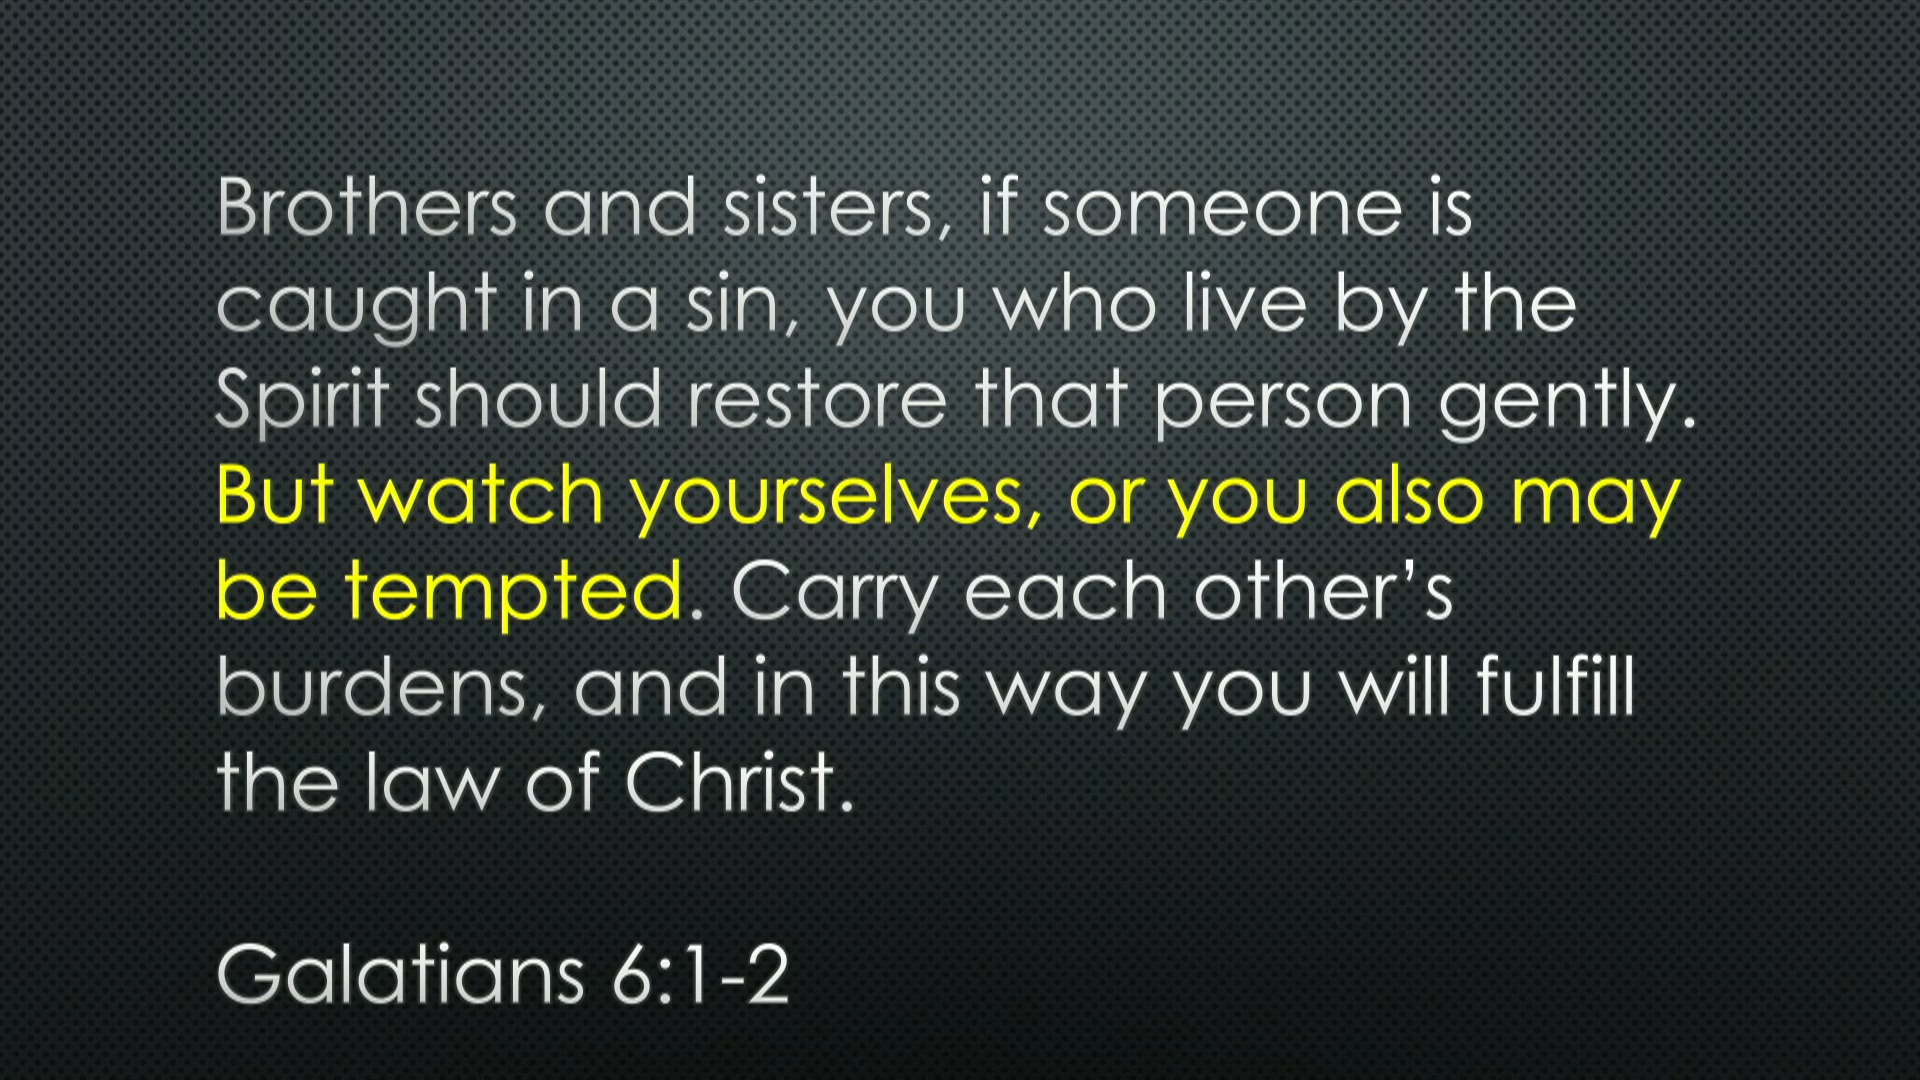 Brothers and sisters, if someone is
caught in a sin, you who live by the
Spirit should restore that person gently.
But watch yourselves, or you also may
be tempted. Carry each other’s
burdens, and in this way you will fulfill
the law of Christ.
Galatians 6:1-2